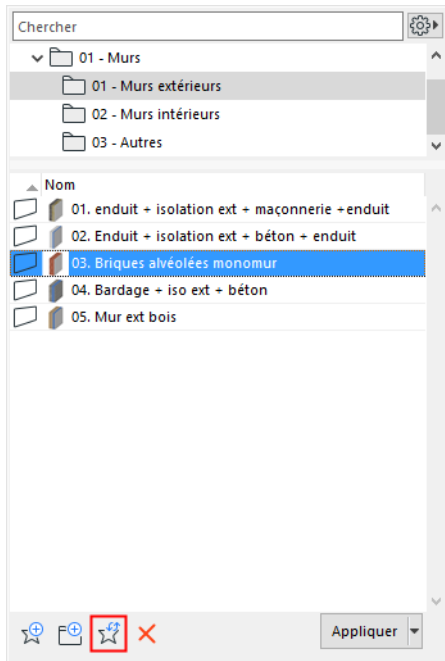 Chercher
01 - Murs
01 - Murs extérieurs
02 - Murs intérieurs
03 - Autres
Nom
01. enduit + isolation ext + maçonnerie +enduit
02. Enduit + isolation ext + béton + enduit
03. Briques alvéolées monomur
04. Bardage + iso ext + béton
05. Mur ext bois
Appliquer